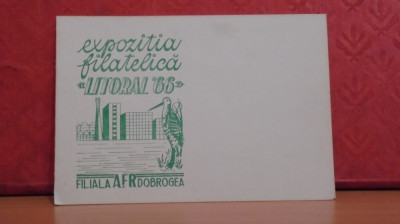 expoziția
filatelică
«LITORAL '66»
FILIALA AFR DOBROGEA